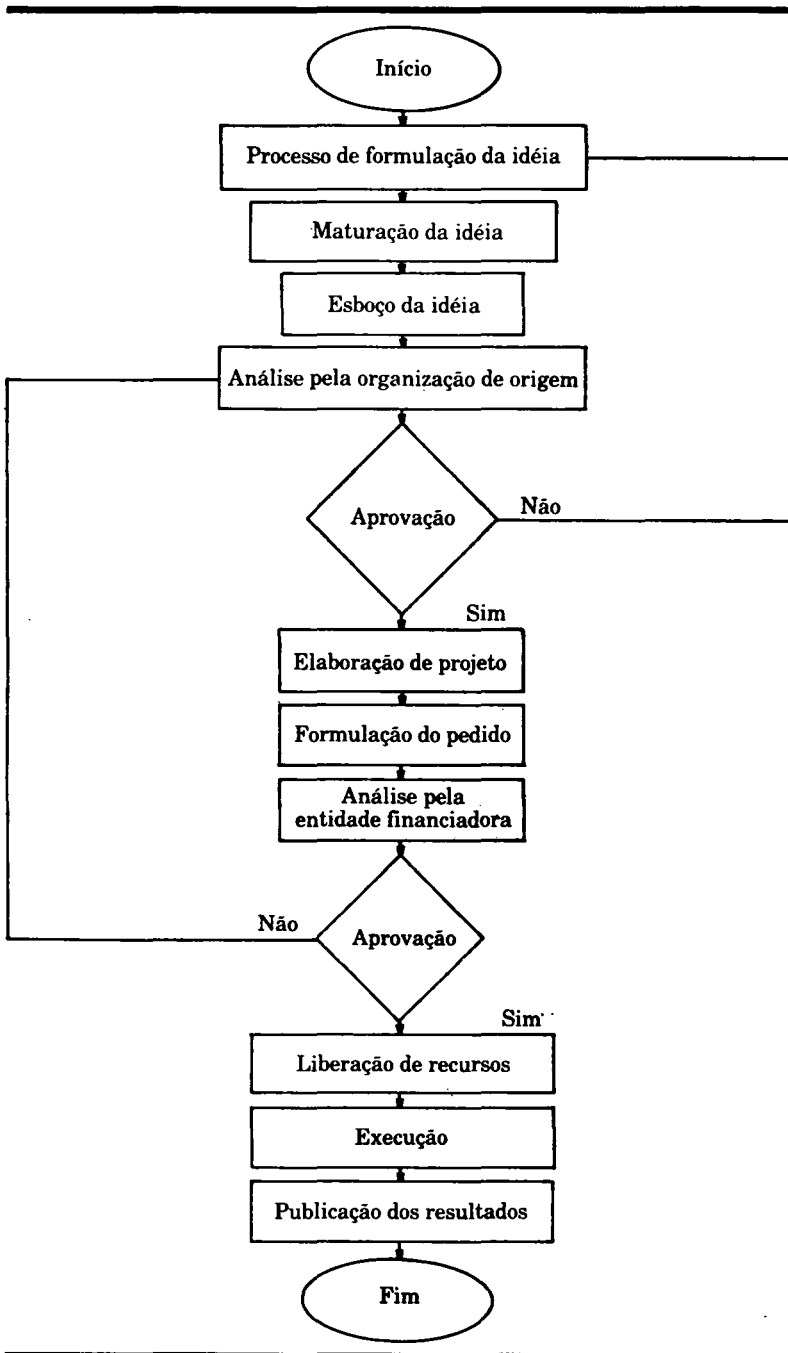 Início
Processo de formulação da idéia
Maturação da idéia
Esboço da idéia
Análise pela organização de origem
Aprovação
Não
Sim
Elaboração de projeto
Formulação do pedido
Análise pela
entidade financiadora
Não
Aprovação
Sim
Liberação de recursos
Execução
Publicação dos resultados
Fim